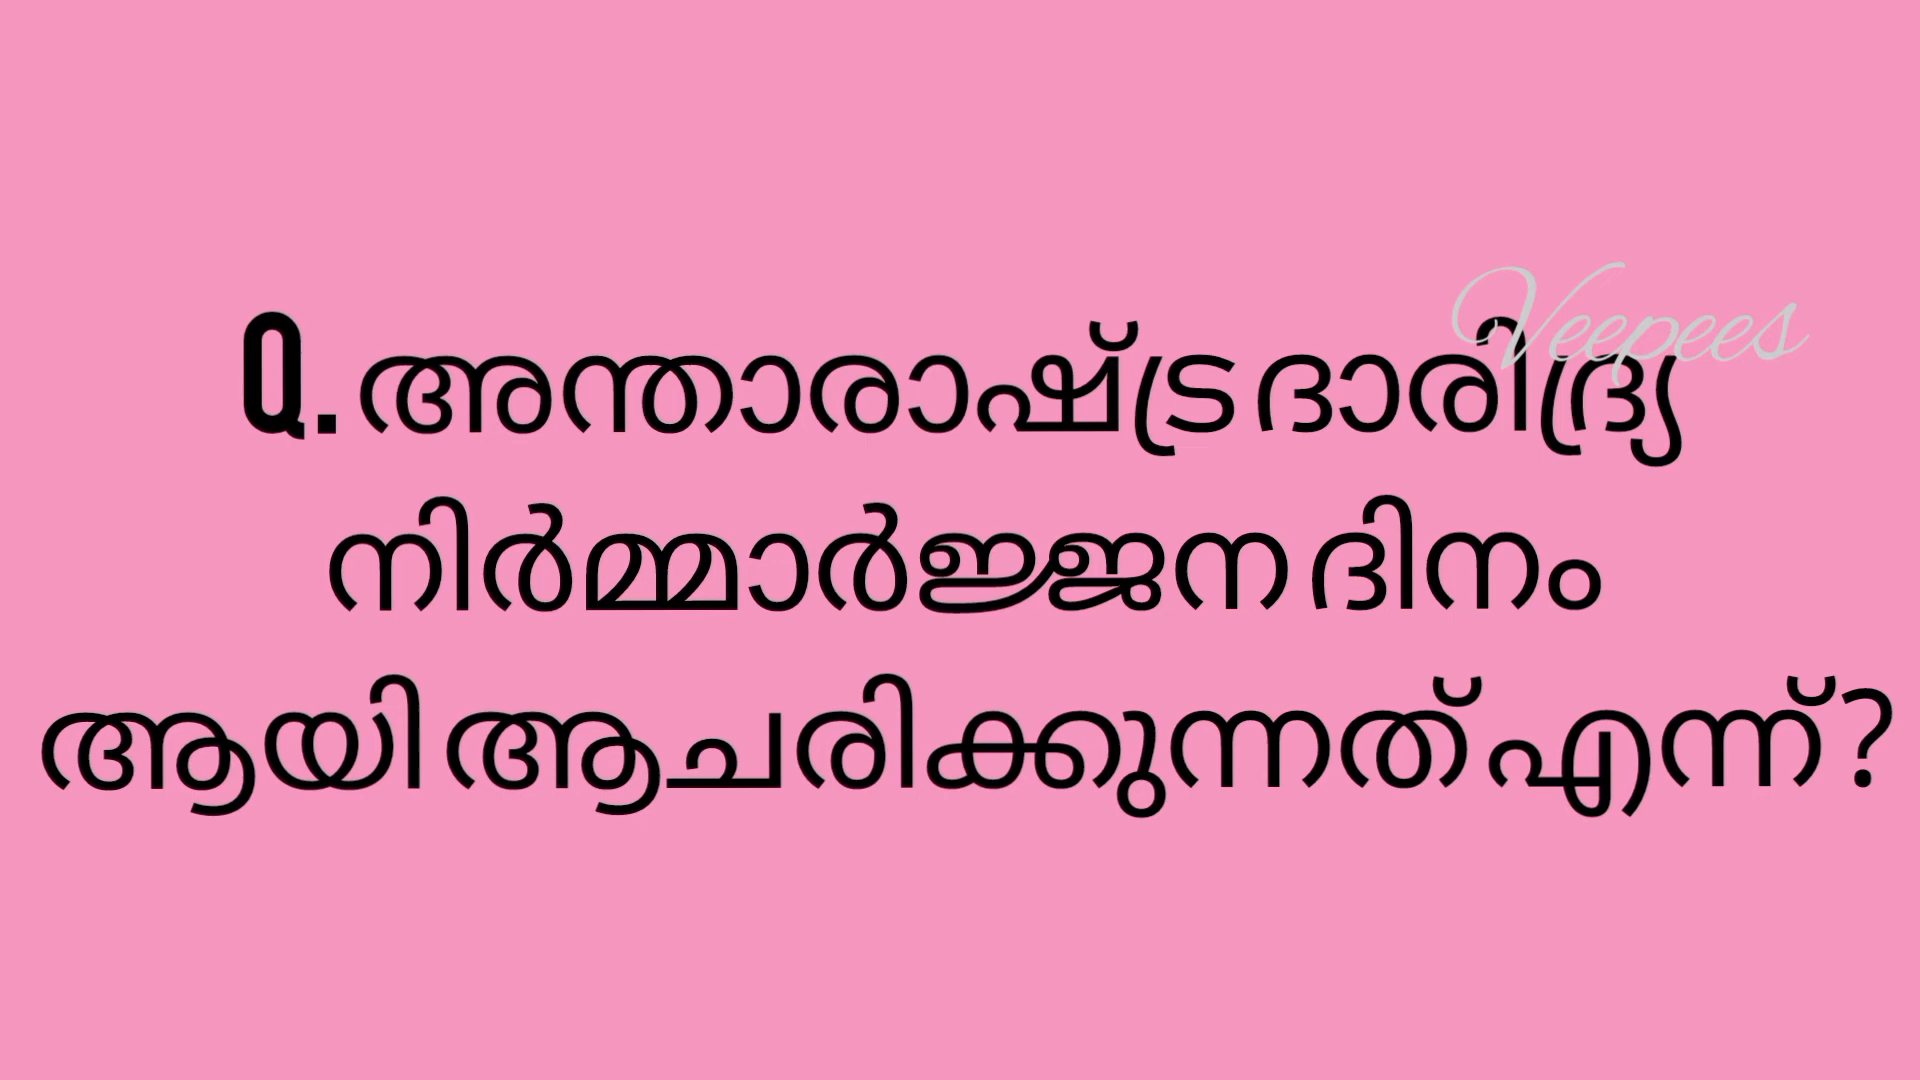 Veepees
Q. അന്താരാഷ്ട്ര ദാരിദ്ര്യ
നിർമ്മാർജ്ജന ദിനം
ആയി ആചരിക്കുന്നത് എന്ന്?